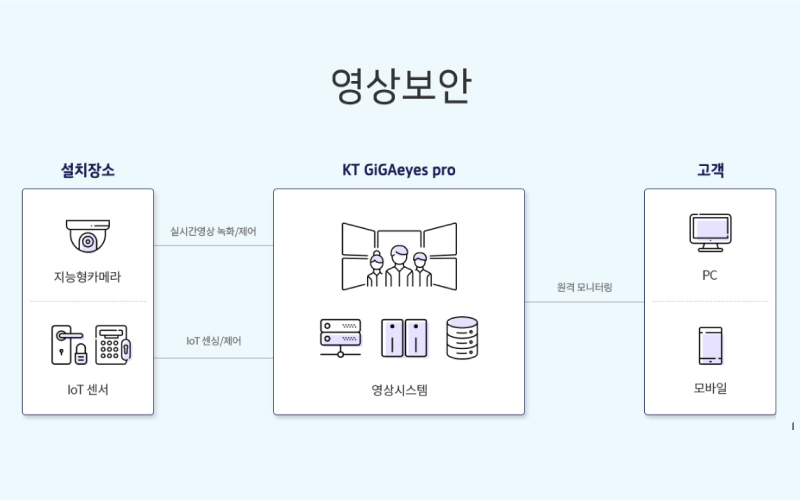 영상보안
설치장소
KT GiGAeyes pro
고객
실시간영상 녹화/제어
지능형카메라
원격 모니터링
PC
IoT 센싱/제어
IoT 센서
영상시스템
모바일